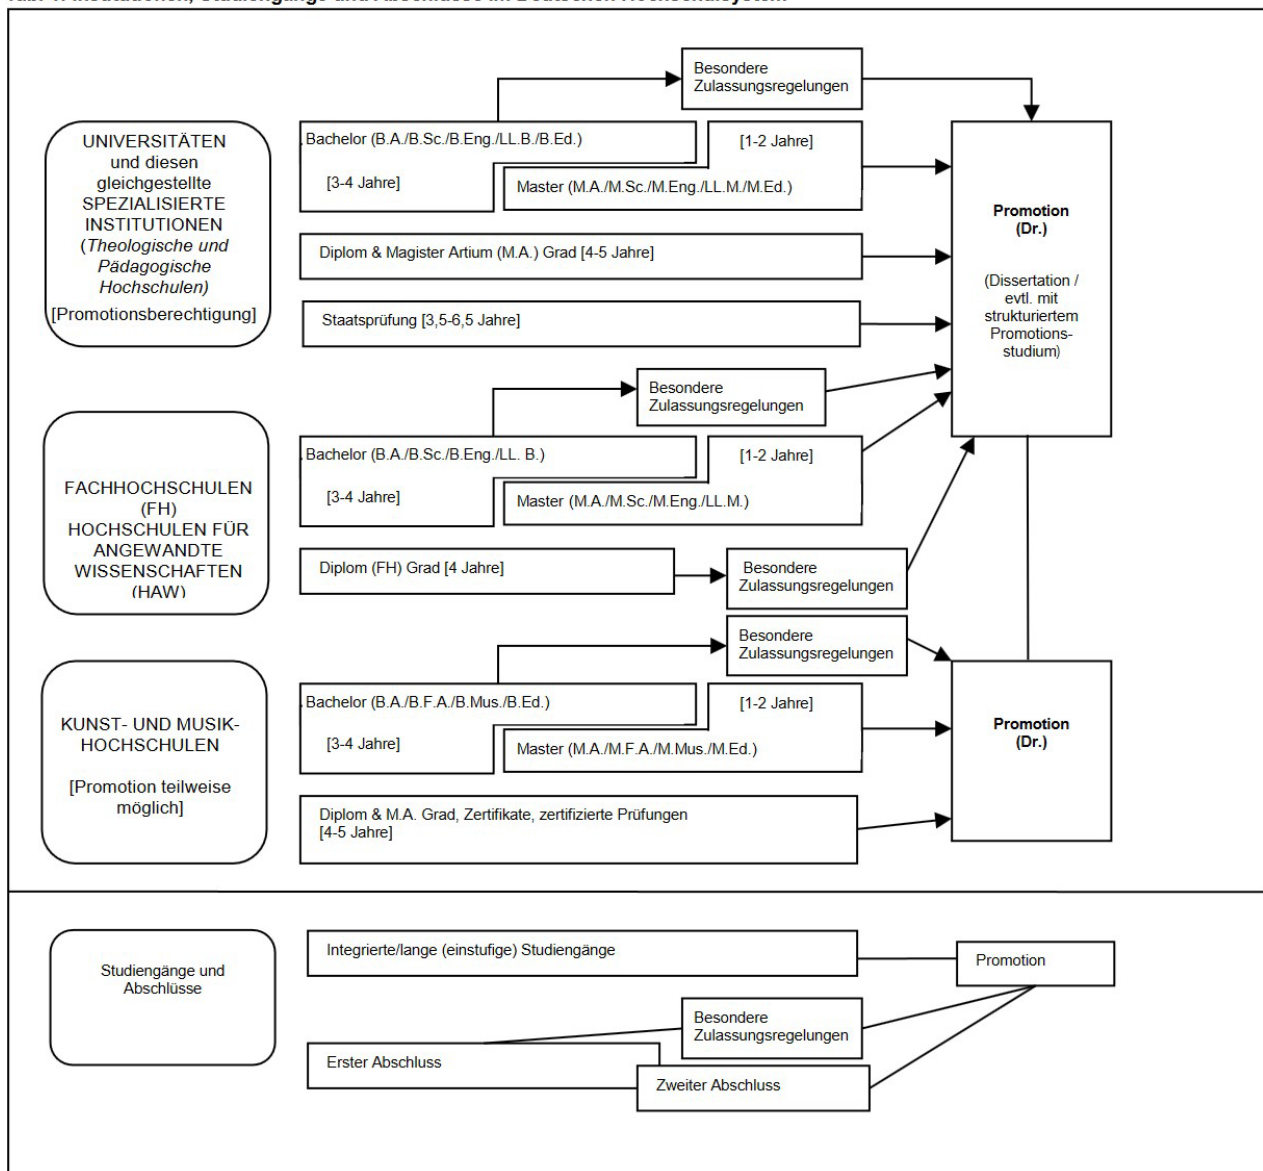 Besondere
Zulassungsregelungen
UNIVERSITÄTEN
und diesen
gleichgestellte
SPEZIALISIERTE
INSTITUTIONEN
(Theologische und
Pädagogische
Hochschulen)
[Promotionsberechtigung]
Bachelor (B.A./B.Sc./B.Eng./LL.B./B.Ed.)
[3-4 Jahre]
[1-2 Jahre]
Master (M.A./M.Sc./M.Eng./LL.M./M.Ed.)
Diplom & Magister Artium (M.A.) Grad [4-5 Jahre]
Staatsprüfung [3,5-6,5 Jahre]
Promotion
(Dr.)
(Dissertation /
evtl. mit
strukturiertem
Promotions-
studium)
Besondere
Zulassungsregelungen
FACHHOCHSCHULEN
(FH)
HOCHSCHULEN FÜR
ANGEWANDTE
WISSENSCHAFTEN
(HAW)
Bachelor (B.A./B.Sc./B.Eng./LL. B.)
[3-4 Jahre]
[1-2 Jahre]
Master (M.A./M.Sc./M.Eng./LL.M.)
Diplom (FH) Grad [4 Jahre]
Besondere
Zulassungsregelungen
Besondere
Zulassungsregelungen
KUNST- UND MUSIK-
HOCHSCHULEN
[Promotion teilweise
möglich]
Bachelor (B.A./B.F.A./B.Mus./B.Ed.)
[3-4 Jahre]
[1-2 Jahre]
Master (M.A./M.F.A./M.Mus./M.Ed.)
Diplom & M.A. Grad, Zertifikate, zertifizierte Prüfungen
[4-5 Jahre]
Promotion
(Dr.)
Studiengänge und
Abschlüsse
Integrierte/lange (einstufige) Studiengänge
Promotion
Besondere
Zulassungsregelungen
Erster Abschluss
Zweiter Abschluss